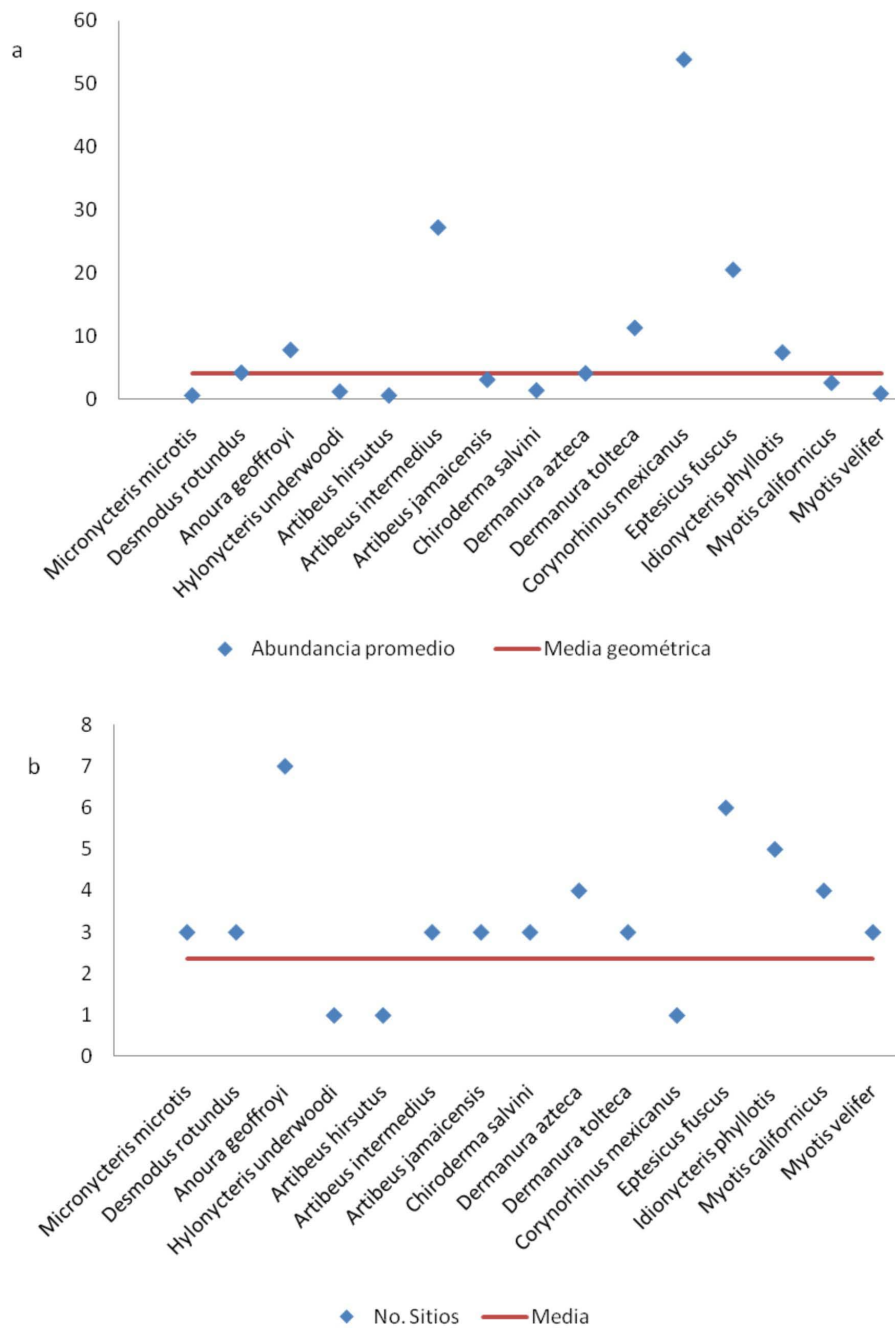 a
60
50
40
30
20
10
0
Micronycteris microtis
Desmodus rotundus
Anoura geoffroyi
Hylonycteris underwoodi
Artibeus hirsutus
Artibeus intermedius
Artibeus jamaicensis
Chiroderma salvini
Dermanura azteca
Dermanura tolteca
Corynorhinus mexicanus
Eptesicus fuscus
Idionycteris phyllotis
Myotis californicus
Myotis velifer
Abundancia promedio Media geométrica
b
8
7
6
5
4
3
2
1
0
Micronycteris microtis
Desmodus rotundus
Anoura geoffroyi
Hylonycteris underwoodi
Artibeus hirsutus
Artibeus intermedius
Artibeus jamaicensis
Chiroderma salvini
Dermanura azteca
Dermanura tolteca
Corynorhinus mexicanus
Eptesicus fuscus
Idionycteris phyllotis
Myotis californicus
Myotis velifer
No. Sitios Media